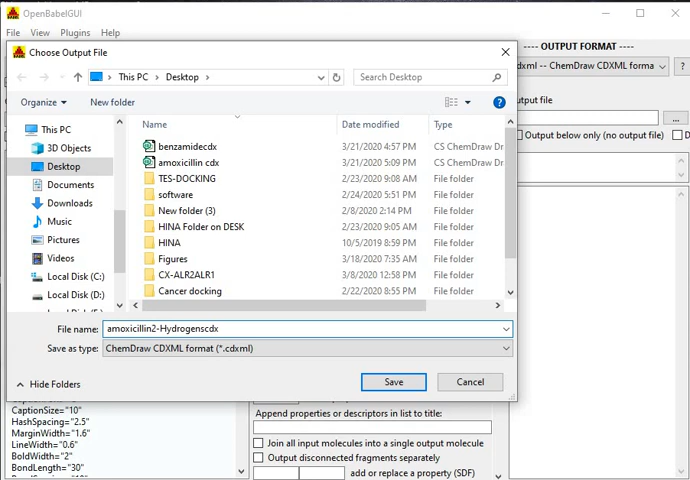 OpenBabelGUI
File View Plugins Help
---- OUTPUT FORMAT ----
cdxml -- ChemDraw CDXML forma
?
utput file
...
Output below only (no output file)
D
Choose Output File
This PC > Desktop >
Search Desktop
Organize
New folder
?
This PC
3D Objects
Desktop
Documents
Downloads
Music
Pictures
Videos
Local Disk (C:)
Local Disk (D:)
Name Date modified Type
benzamidecdx 3/21/2020 4:57 PM CS ChemDraw Dr
amoxicillin cdx 3/21/2020 5:09 PM CS ChemDraw Dr
TES-DOCKING 2/23/2020 9:08 AM File folder
software 2/24/2020 5:51 PM File folder
New folder (3) 2/8/2020 2:14 PM File folder
HINA Folder on DESK 2/23/2020 9:05 AM File folder
HINA 10/5/2019 8:59 PM File folder
Figures 3/18/2020 7:35 AM File folder
CX-ALR2ALR1 3/8/2020 12:58 PM File folder
Cancer docking 2/22/2020 8:55 PM File folder
File name: amoxicillin2-Hydrogenscdx
Save as type: ChemDraw CDXML format (*.cdxml)
Hide Folders
Save
Cancel
CaptionSize="10"
HashSpacing="2.5"
MarginWidth="1.6"
LineWidth="0.6"
BoldWidth="2"
BondLength="30"
Append properties or descriptors in list to title:
Join all input molecules into a single output molecule
Output disconnected fragments separately
add or replace a property (SDF)